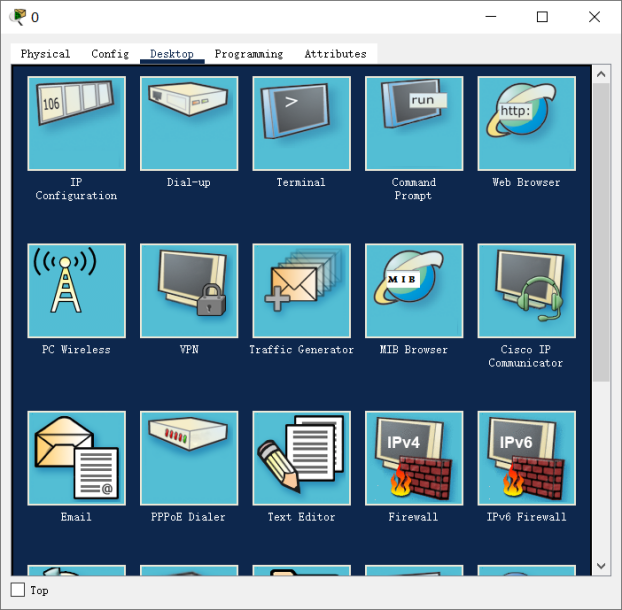 0
Physical Config Desktop Programming Attributes
106
>
run
http:
IP
Configuration
Dial-up
Terminal
Command
Prompt
Web Browser
MIB
PC Wireless
VPN
Traffic Generator
MIB Browser
Cisco IP
Communicator
@
IPv4
IPv6
Email
PPPoE Dialer
Text Editor
Firewall
IPv6 Firewall
Top